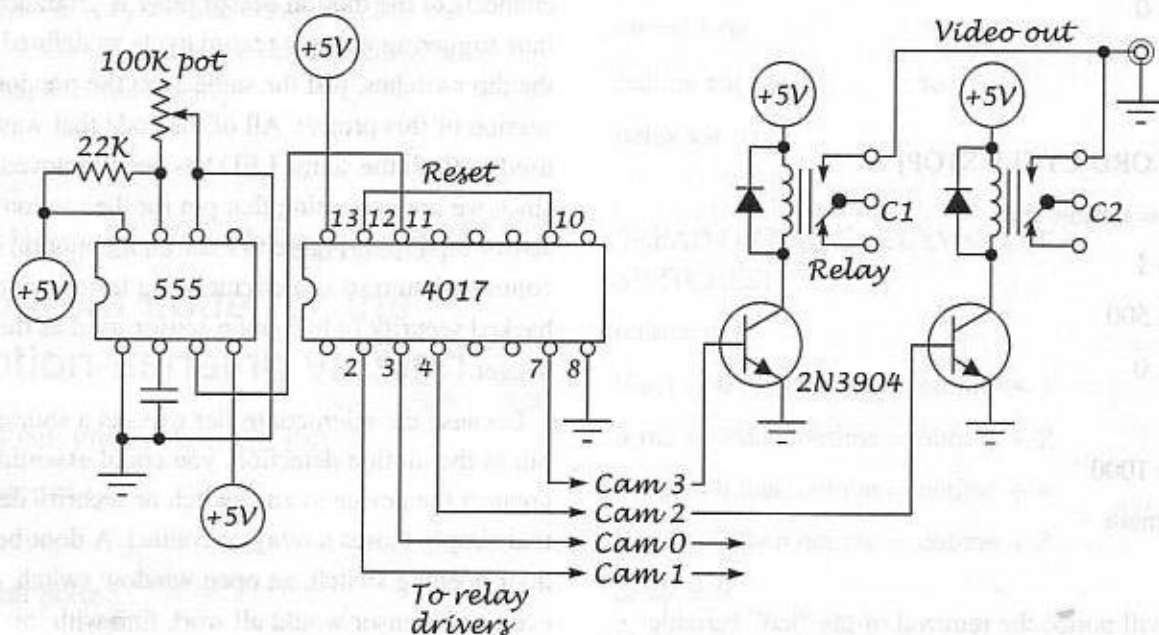 Video out
+5V
100K pot
+5V
+5V
22K
Reset
13 12 11
10
C1
C2
+5V
555
4017
Relay
2 3 4
7 8
2N3904
Cam 3
Cam 2
+5V
Cam 0
Cam 1
To relay
drivers